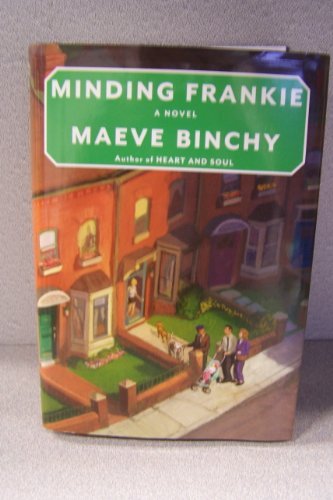 MINDING FRANKIE
A NOVEL
MAEVE BINCHY
Author of HEART AND SOUL